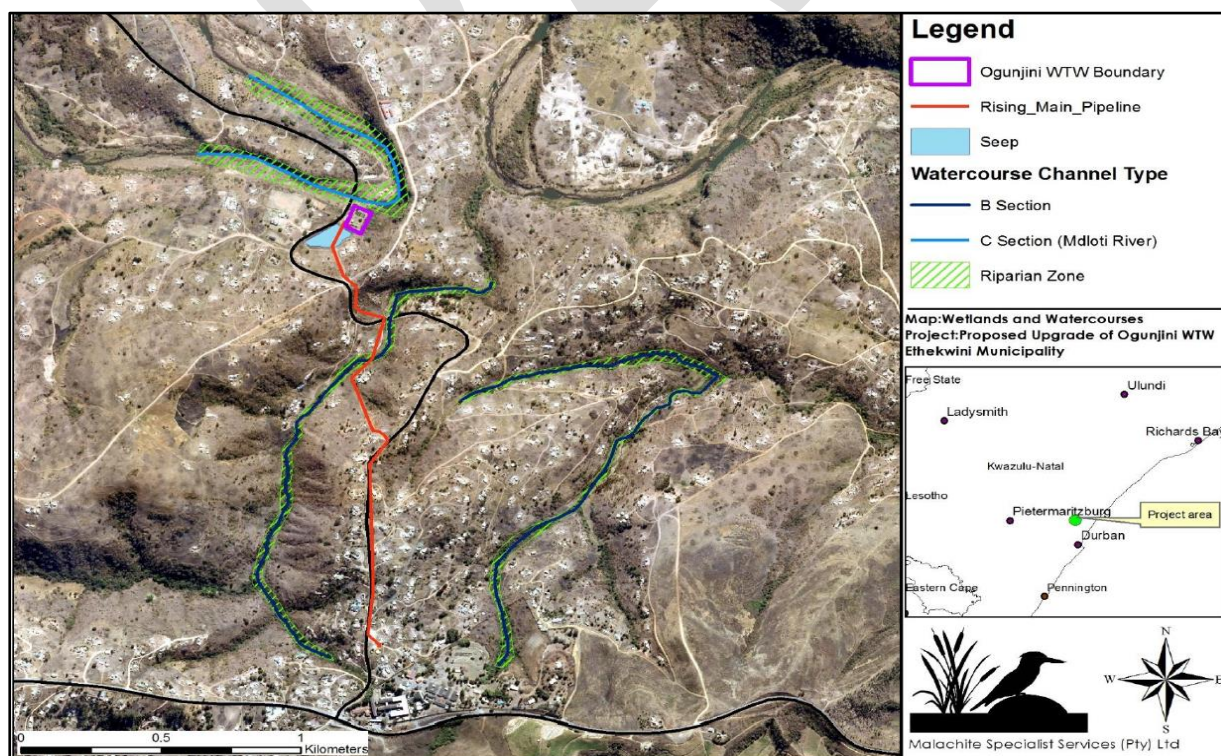 Legend
Ogunjini WTW Boundary
Rising_Main_Pipeline
Seep
Watercourse Channel Type
B Section
C Section (Mdloti River)
Riparian Zone
Map:Wetlands and Watercourses
Project:Proposed Upgrade of Ogunjini WTW
Ethekwini Municipality
Free State
Ulundi
Ladysmith
Richards Bay
Kwazulu-Natal
Lesotho
Pietermaritzburg
Project area
Durban
Eastern Cape
Pennington
N
W E
S
Malachite Specialist Services (Pty) Ltd
0 0.5 1
Kilometers